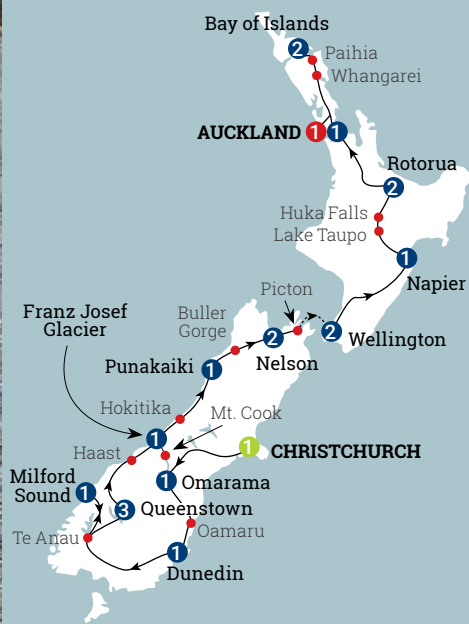 Bay of Islands
2
Paihia
Whangarei
AUCKLAND 1 1
Rotorua
2
Huka Falls
Lake Taupo
1
Napier
Picton
Franz Josef
Glacier
Buller
Gorge
2
Nelson
2
Wellington
Punakaiki
1
Hokitika
Mt. Cook
1
1
CHRISTCHURCH
Haast
1
Omarama
Milford
Sound
1
3
Queenstown
Oamaru
Te Anau
1
Dunedin